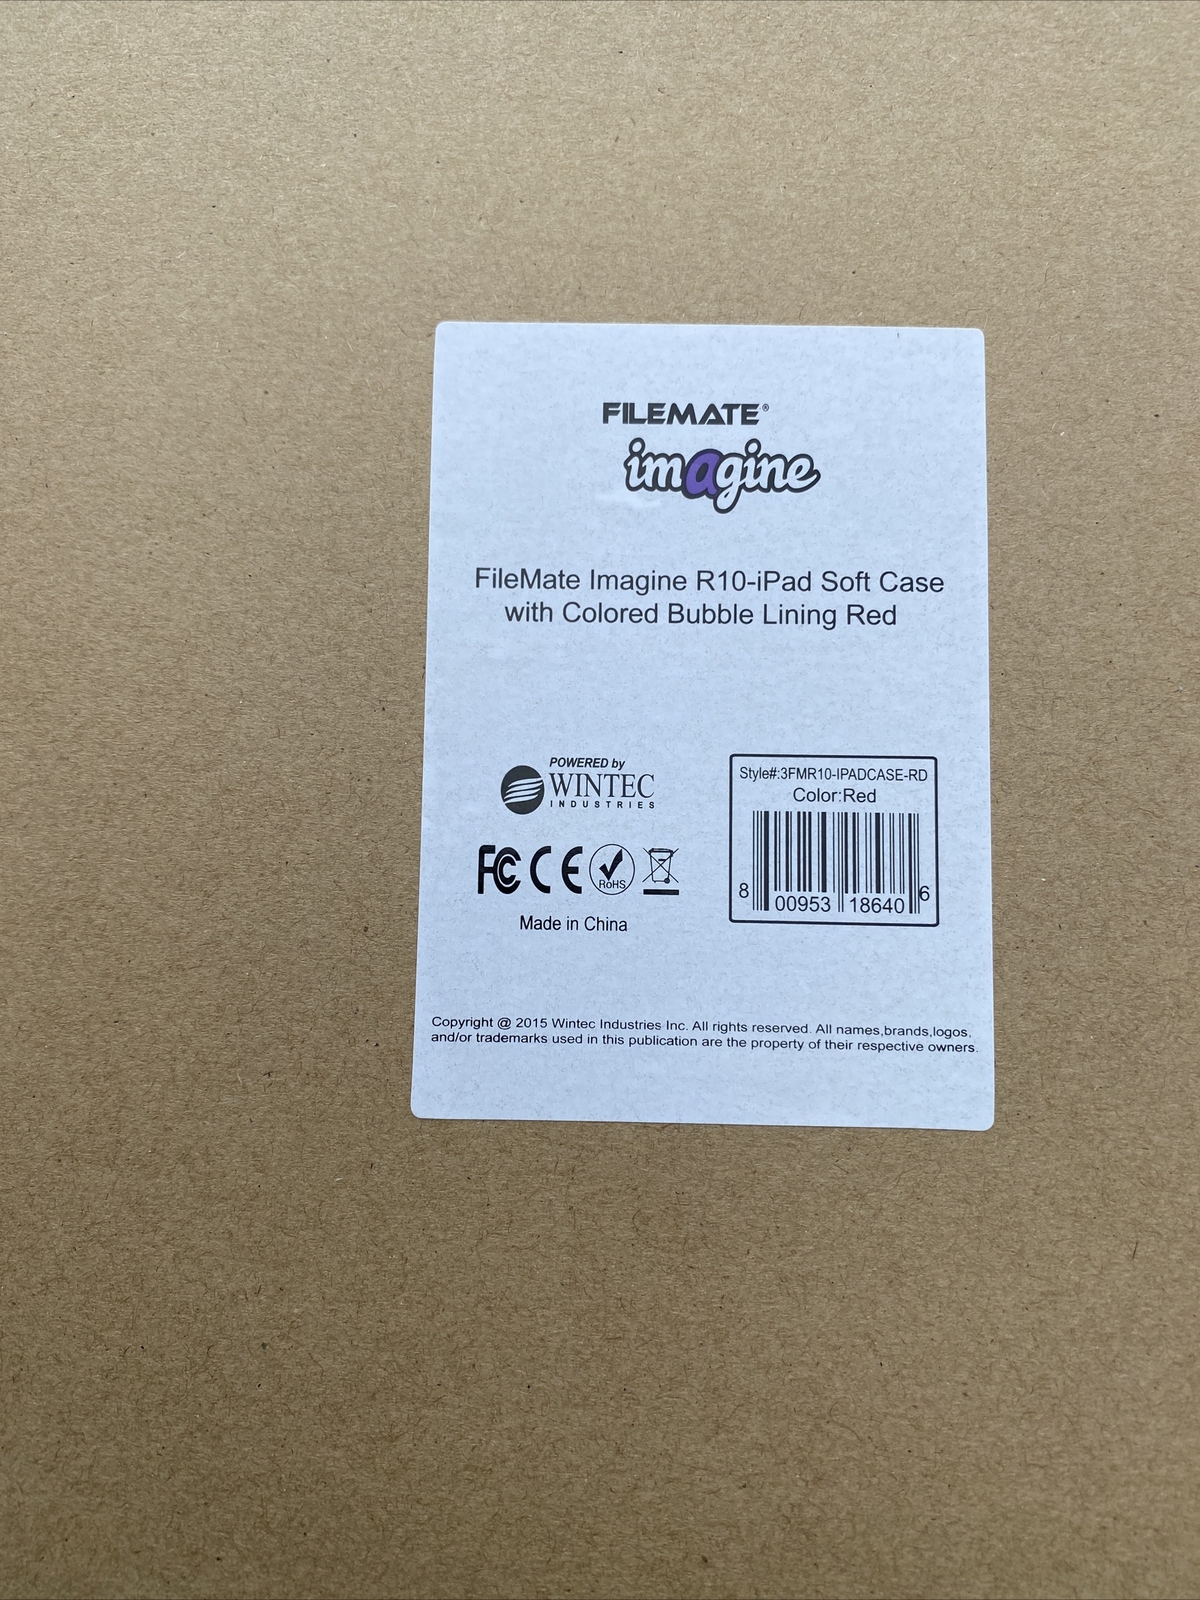 FILEMATE®
imagine
FileMate Imagine R10-iPad Soft Case
with Colored Bubble Lining Red
POWERED by
WINTEC
INDUSTRIES
FC CE RoHS
Made in China
Style#:3FMR10-IPADCASE-RD
Color:Red
8 00953 18640 6
Copyright @ 2015 Wintec Industries Inc. All rights reserved. All names,brands,logos,
and/or trademarks used in this publication are the property of their respective owners.